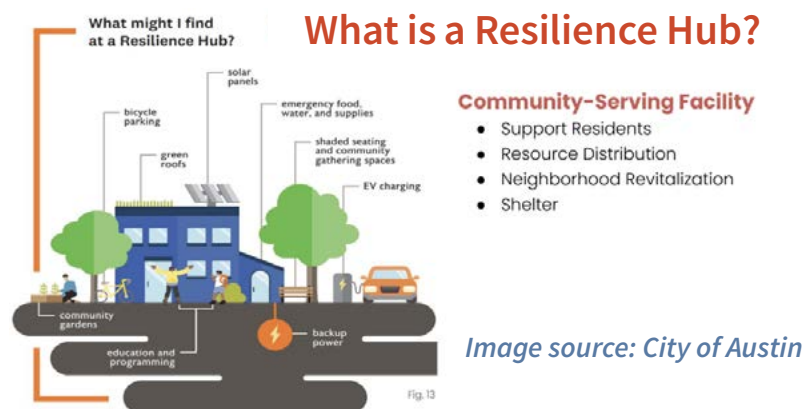 What might I find
at a Resilience Hub?
What is a Resilience Hub?
solar
panels
bicycle
parking
emergency food,
water, and supplies
green
roofs
shaded seating
and community
gathering spaces
EV charging
community
gardens
education and
programming
backup
power
Fig. 13
Community-Serving Facility
• Support Residents
• Resource Distribution
• Neighborhood Revitalization
• Shelter
Image source: City of Austin